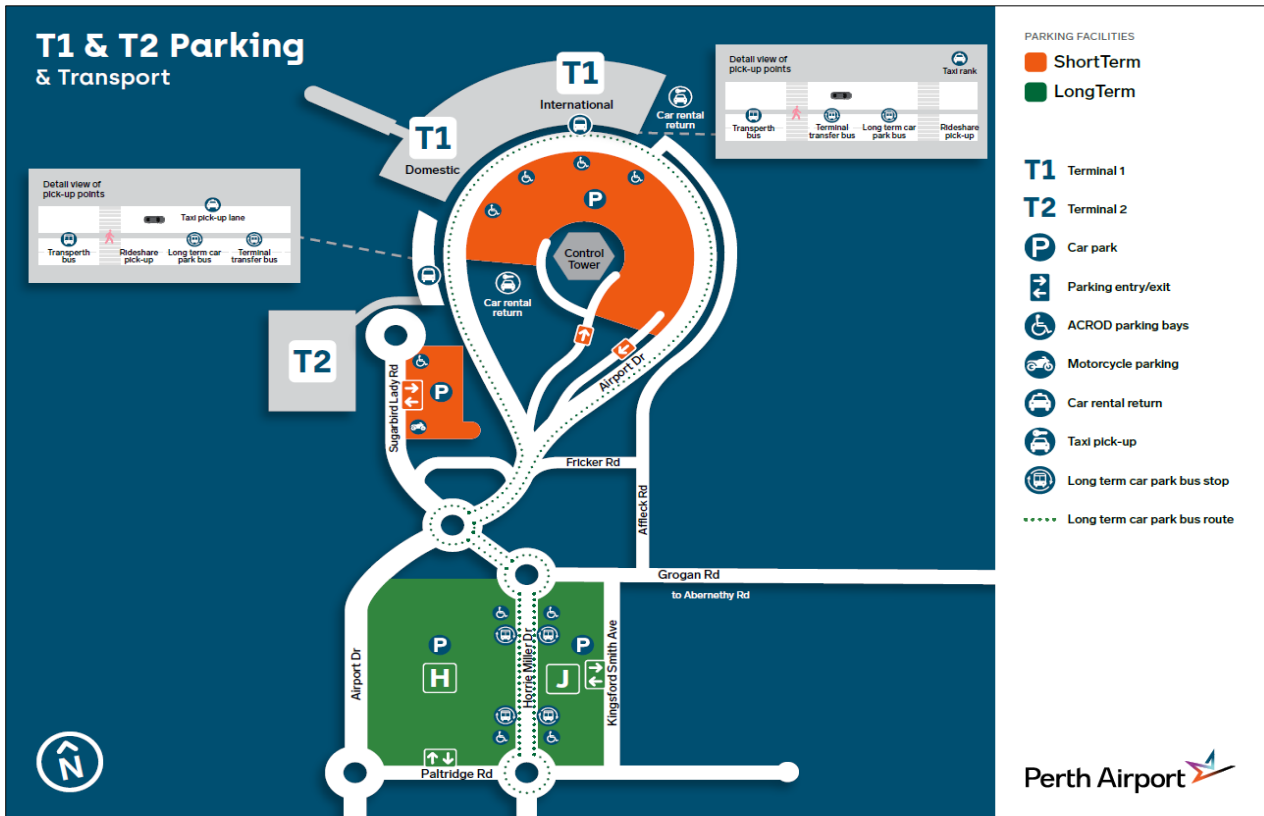 T1 & T2 Parking
& Transport
T1
International
T1
Domestic
Car rental
return
Detail view of
pick-up points
Taxi rank
Transperth
bus
Terminal
transfer bus
Long term car
park bus
Rideshare
pick-up
Detail view of
pick-up points
Taxi pick-up lane
Transperth
bus
Rideshare
pick-up
Long term car
park bus
Terminal
transfer bus
P
Control
Tower
Car rental
return
T2
Sugarbird Lady Rd
P
Airport Dr
Fricker Rd
Affleck Rd
Grogan Rd
to Abernethy Rd
Airport Dr
P
H
Horrie Miller Dr
P
J
Kingsford Smith Ave
Paltridge Rd
N
PARKING FACILITIES
ShortTerm
LongTerm
T1 Terminal 1
T2 Terminal 2
P Car park
Parking entry/exit
ACROD parking bays
Motorcycle parking
Car rental return
Taxi pick-up
Long term car park bus stop
Long term car park bus route
Perth Airport